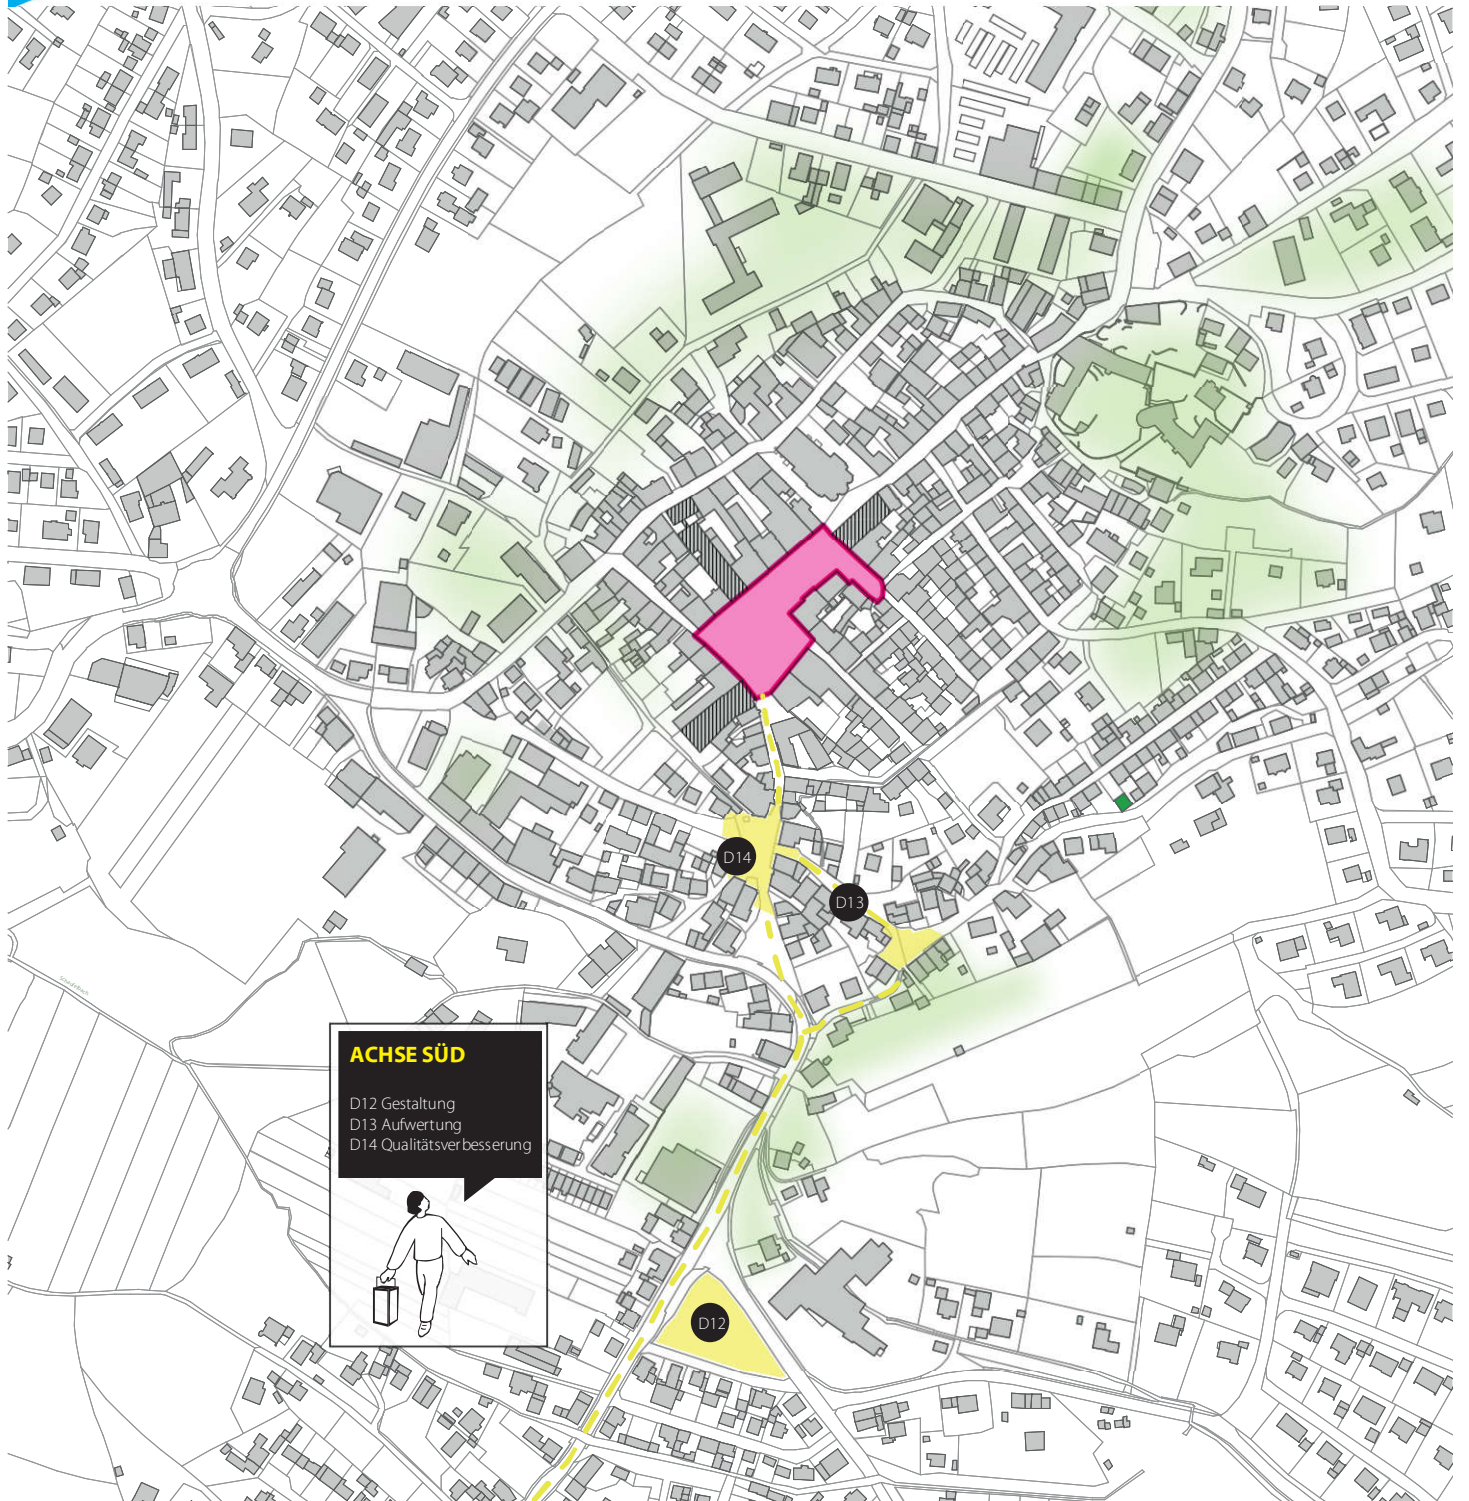 D14
D13
ACHSE SÜD
D12 Gestaltung
D13 Aufwertung
D14 Qualitätsverbesserung
D12